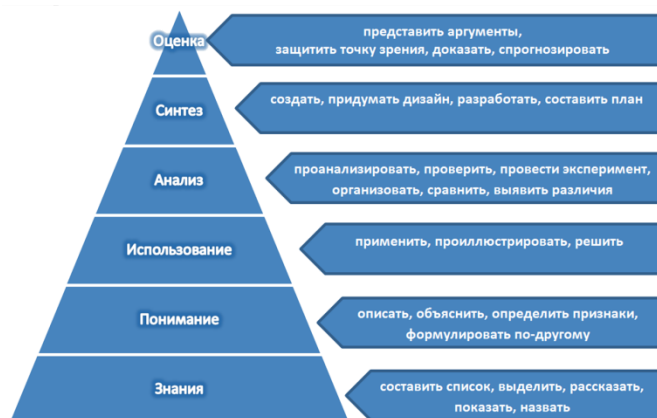 Оценка
представить аргументы,
защитить точку зрения, доказать, спрогнозировать
Синтез
создать, придумать дизайн, разработать, составить план
Анализ
проанализировать, проверить, провести эксперимент,
организовать, сравнить, выявить различия
Использование
применить, проиллюстрировать, решить
Понимание
описать, объяснить, определить признаки,
формулировать по-другому
Знания
составить список, выделить, рассказать,
показать, назвать